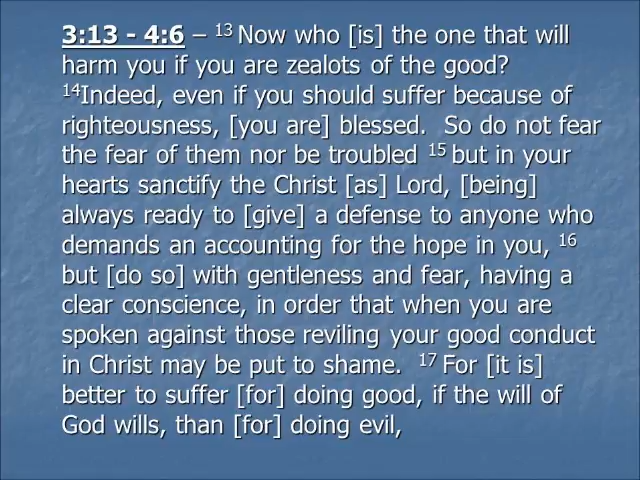 3:13 - 4:6 – 13 Now who [is] the one that will
harm you if you are zealots of the good?
14Indeed, even if you should suffer because of
righteousness, [you are] blessed.  So do not fear
the fear of them nor be troubled 15 but in your
hearts sanctify the Christ [as] Lord, [being]
always ready to [give] a defense to anyone who
demands an accounting for the hope in you, 16
but [do so] with gentleness and fear, having a
clear conscience, in order that when you are
spoken against those reviling your good conduct
in Christ may be put to shame.  17 For [it is]
better to suffer [for] doing good, if the will of
God wills, than [for] doing evil,